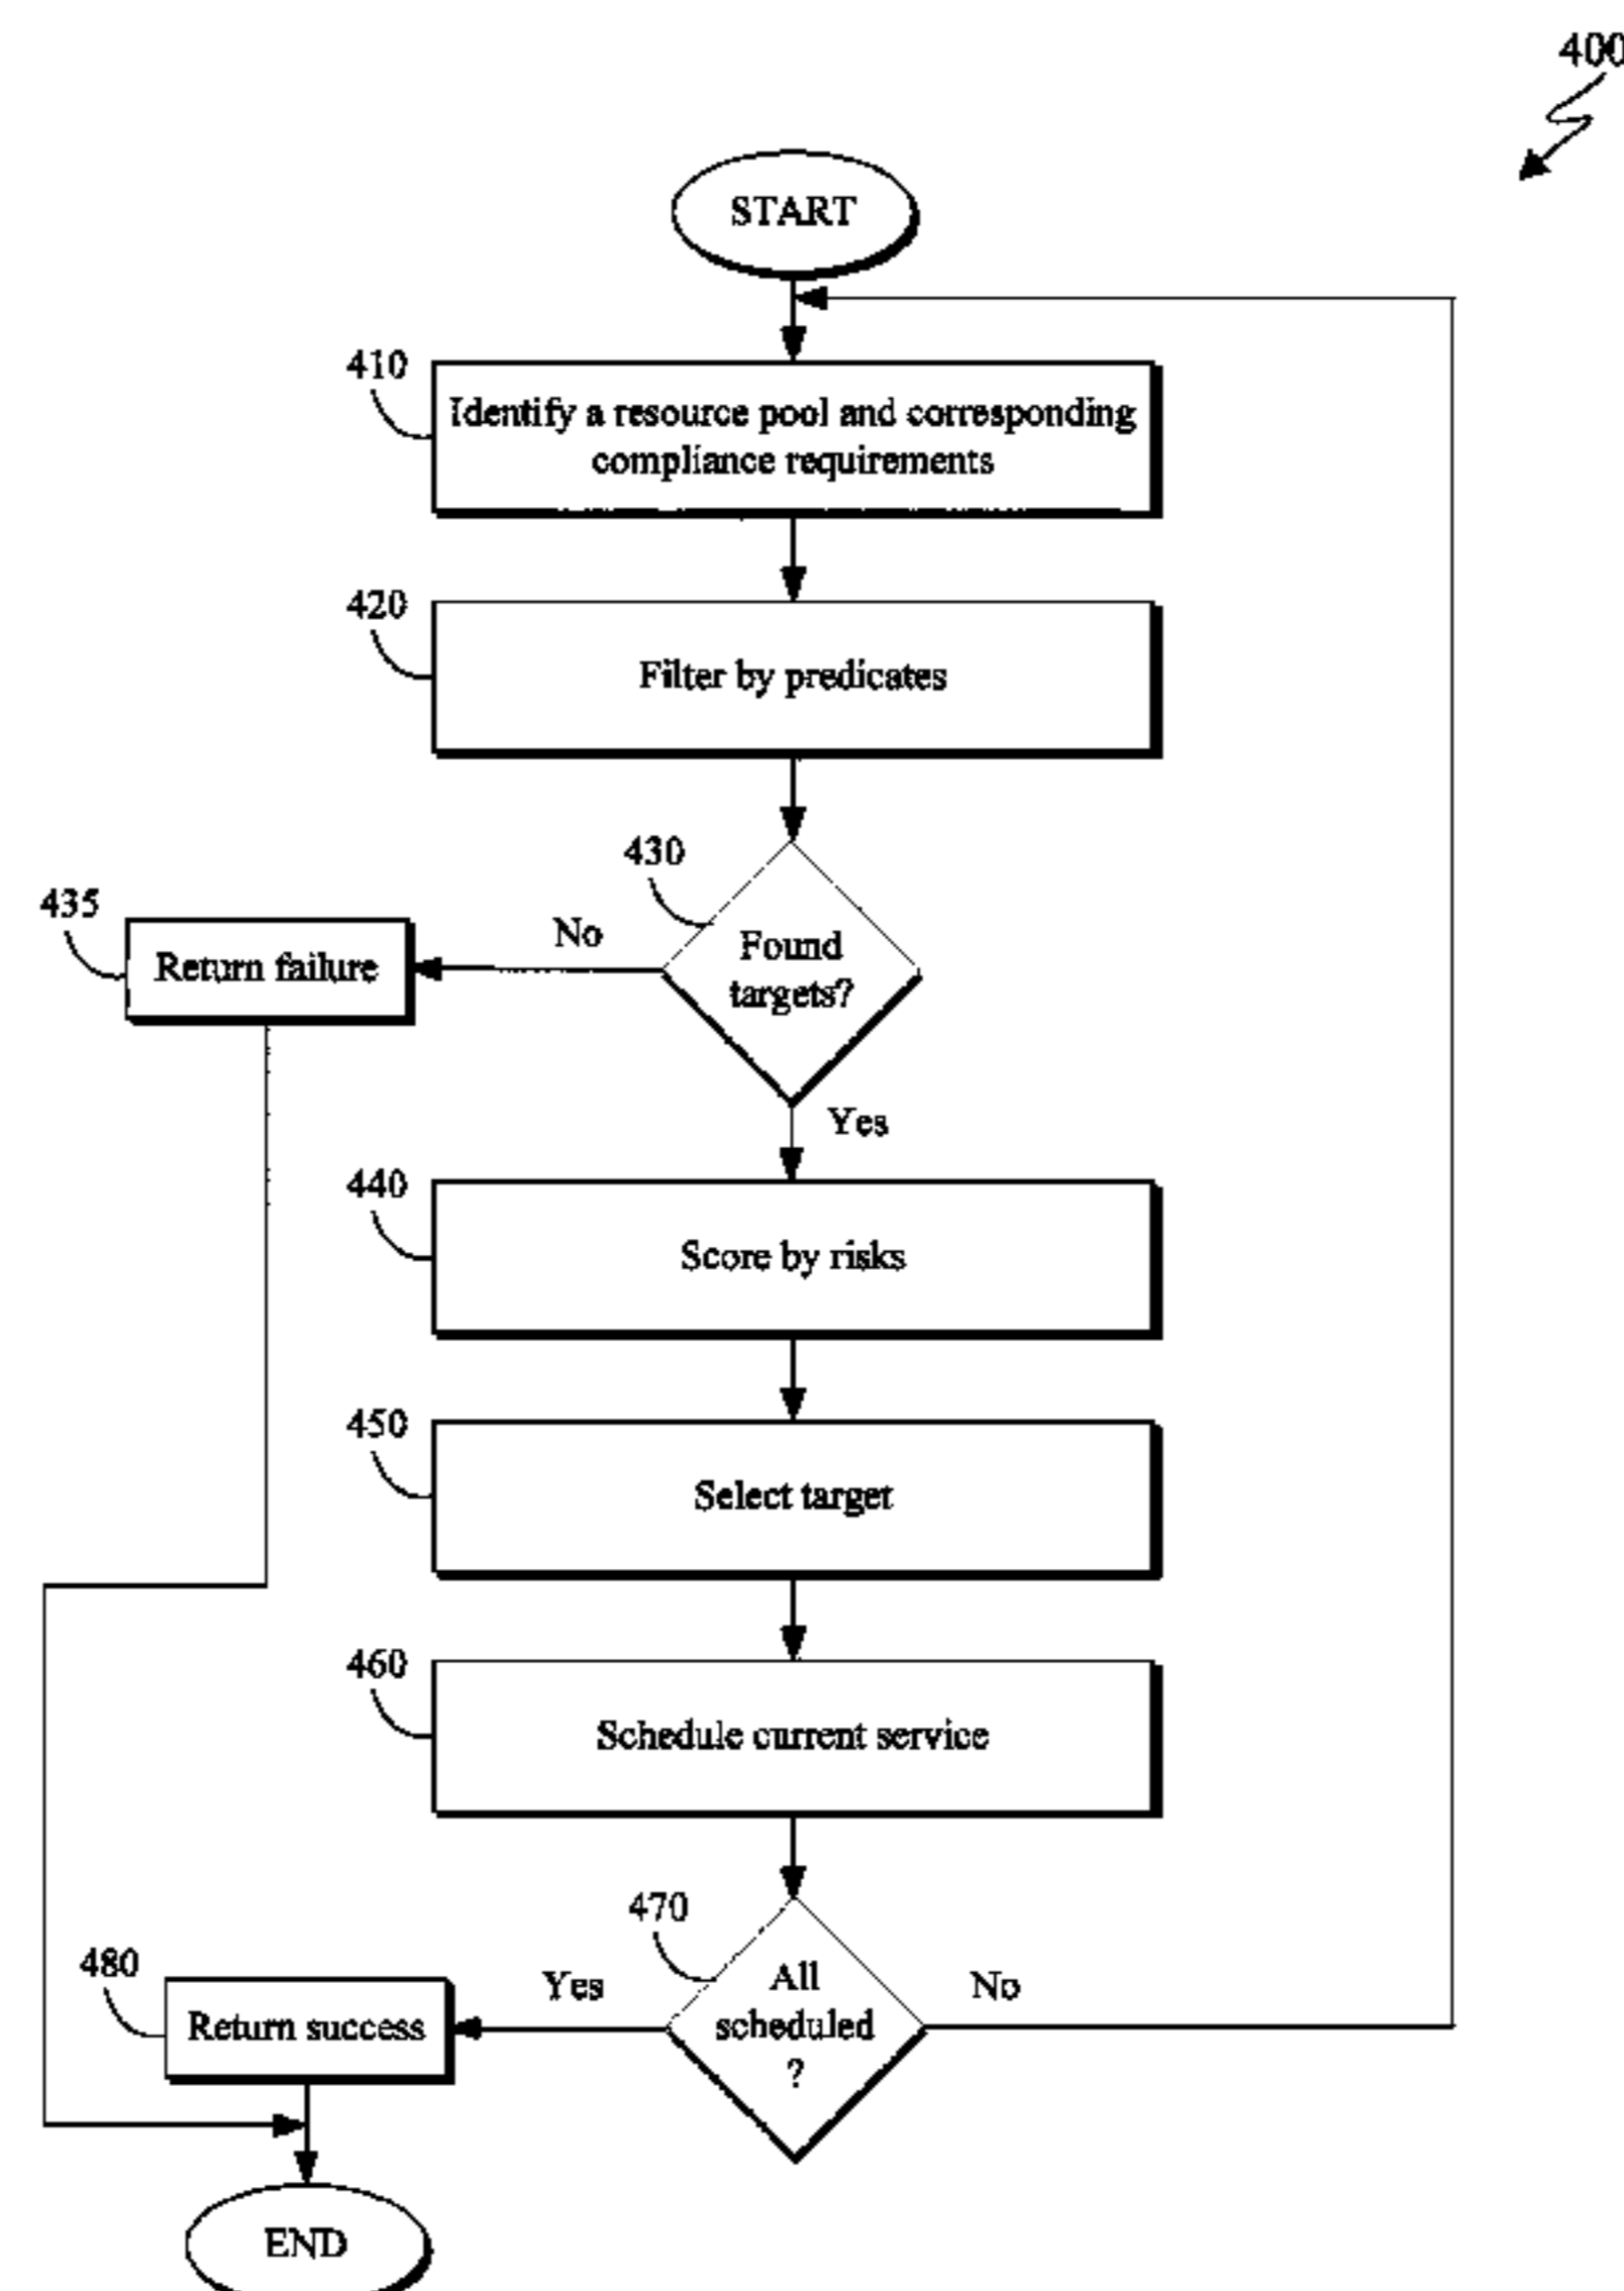 400
START
410
Identify a resource pool and corresponding
compliance requirements
420
Filter by predicates
430
435
No
Found
targets?
Return failure
Yes
440
Score by risks
450
Select target
460
Schedule current service
470
480
Yes
All
scheduled
?
No
Return success
END